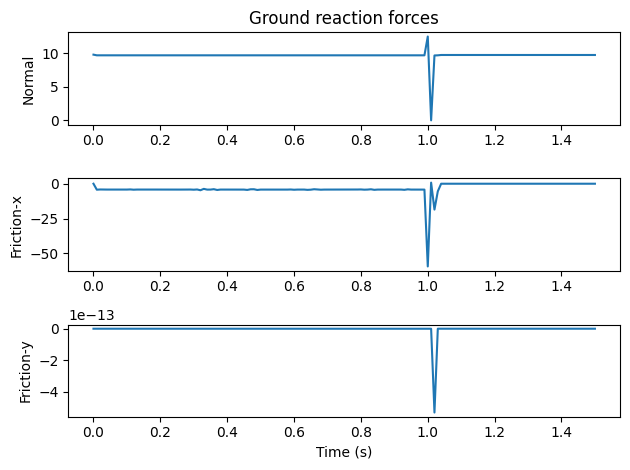 Ground reaction forces
Normal
10
5
0
0.0 0.2 0.4 0.6 0.8 1.0 1.2 1.4
Friction-x
0
−25
−50
0.0 0.2 0.4 0.6 0.8 1.0 1.2 1.4
1e−13
Friction-y
0
−2
−4
0.0 0.2 0.4 0.6 0.8 1.0 1.2 1.4
Time (s)